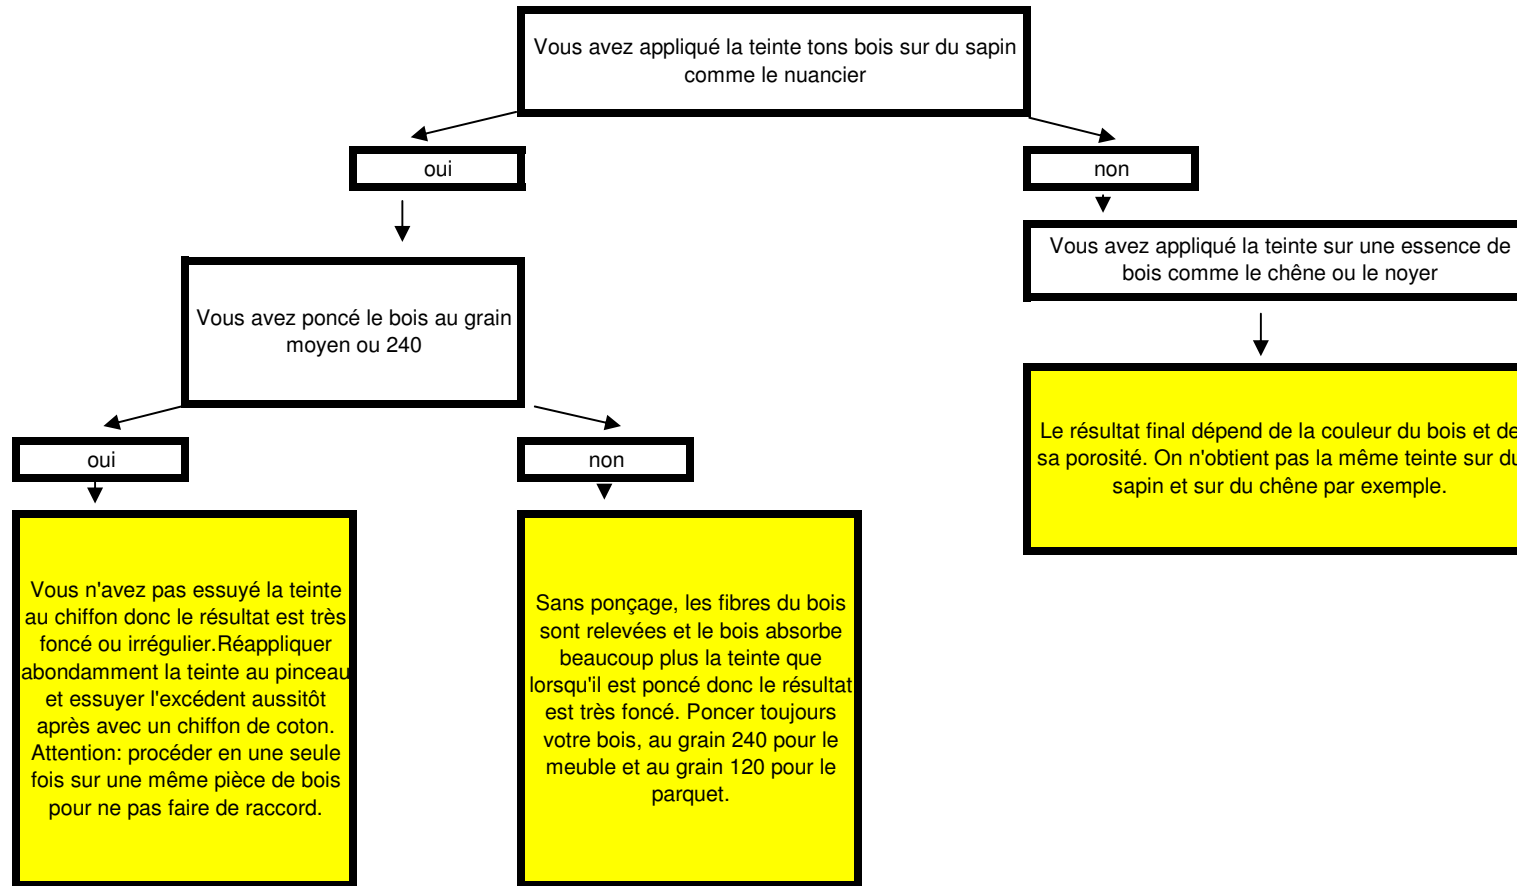 Vous avez appliqué la teinte tons bois sur du sapin
comme le nuancier
oui
non
Vous avez appliqué la teinte sur une essence de
bois comme le chêne ou le noyer
Vous avez poncé le bois au grain
moyen ou 240
Le résultat final dépend de la couleur du bois et de
sa porosité. On n'obtient pas la même teinte sur du
sapin et sur du chêne par exemple.
oui
non
Vous n'avez pas essuyé la teinte
au chiffon donc le résultat est très
foncé ou irrégulier.Réappliquer
abondamment la teinte au pinceau
et essuyer l'excédent aussitôt
après avec un chiffon de coton.
Attention: procéder en une seule
fois sur une même pièce de bois
pour ne pas faire de raccord.
Sans ponçage, les fibres du bois
sont relevées et le bois absorbe
beaucoup plus la teinte que
lorsqu'il est poncé donc le résultat
est très foncé. Poncer toujours
votre bois, au grain 240 pour le
meuble et au grain 120 pour le
parquet.